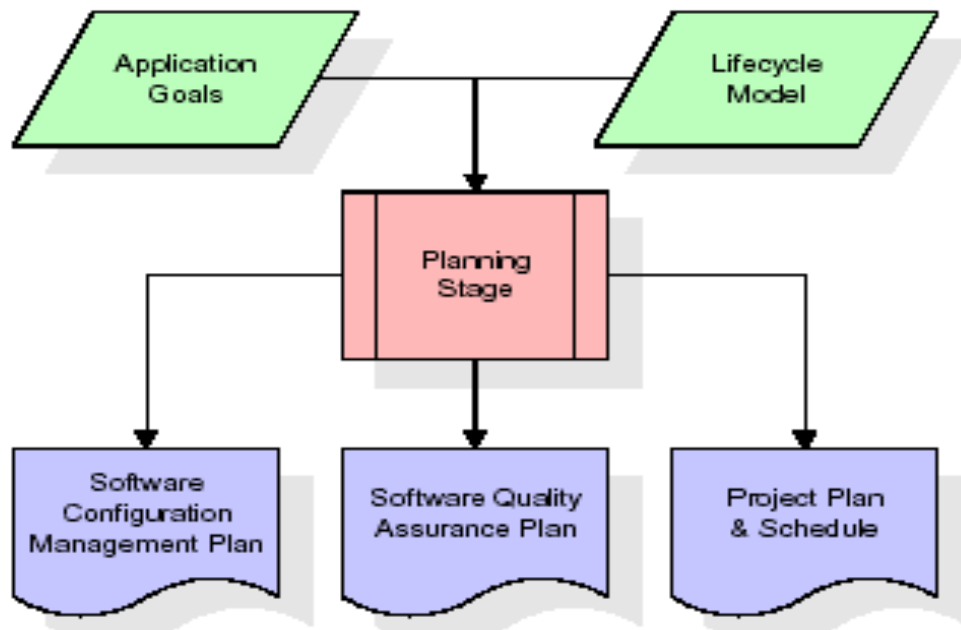 Application
Goals
Lifecycle
Model
Planning
Stage
Software
Configuration
Management Plan
Software Quality
Assurance Plan
Project Plan
& Schedule